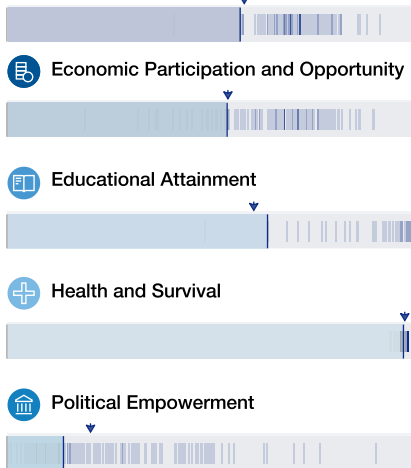 Economic Participation and Opportunity
Educational Attainment
Health and Survival
Political Empowerment